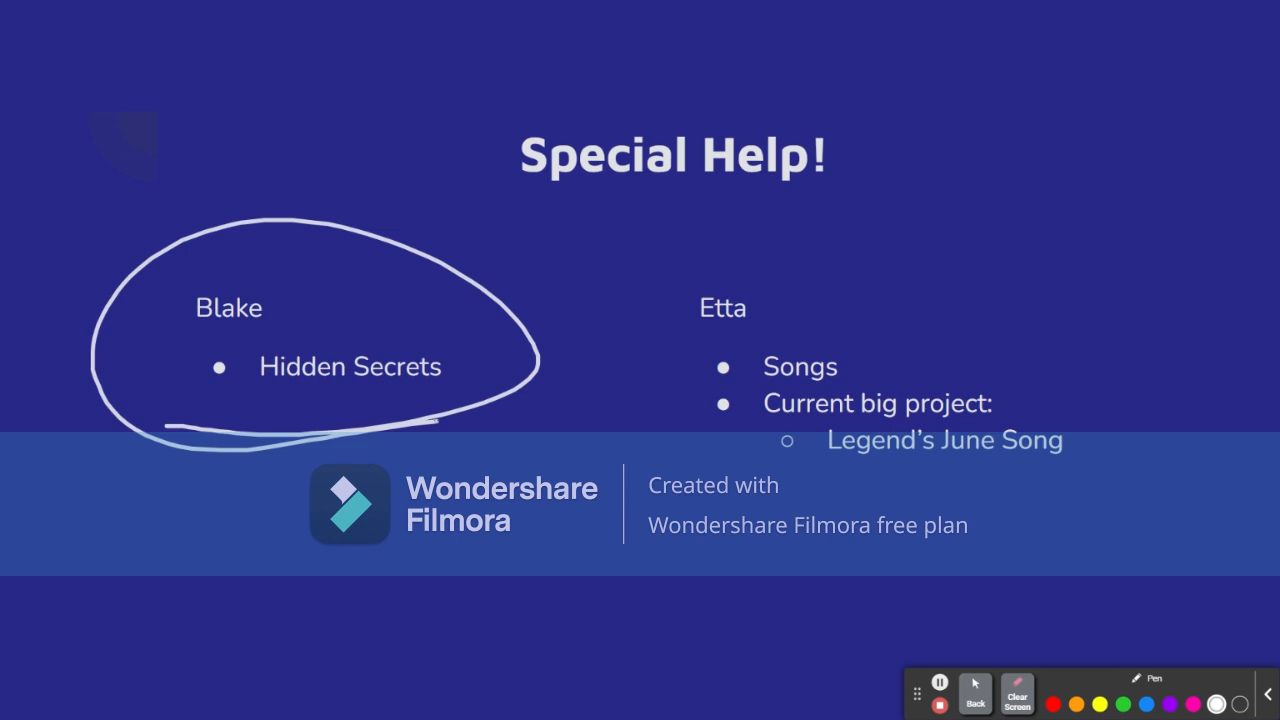 Special Help!
Blake
● Hidden Secrets
Etta
● Songs
● Current big project:
○ Legend's June Song
Wondershare
Filmora
Created with
Wondershare Filmora free plan
Pen
Back
Clear
Screen